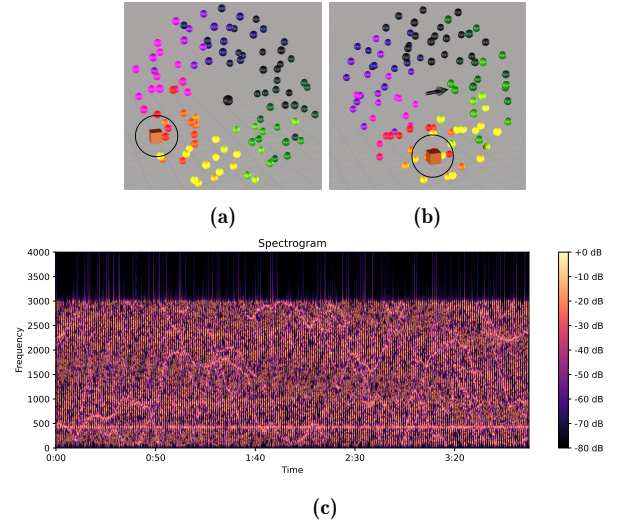 (a)
(b)
Spectrogram
4000
3500
3000
2500
2000
1500
1000
500
0
Frequency
0:00
0:50
1:40
2:30
3:20
Time
+0 dB
-10 dB
-20 dB
-30 dB
-40 dB
-50 dB
-60 dB
-70 dB
-80 dB
(c)